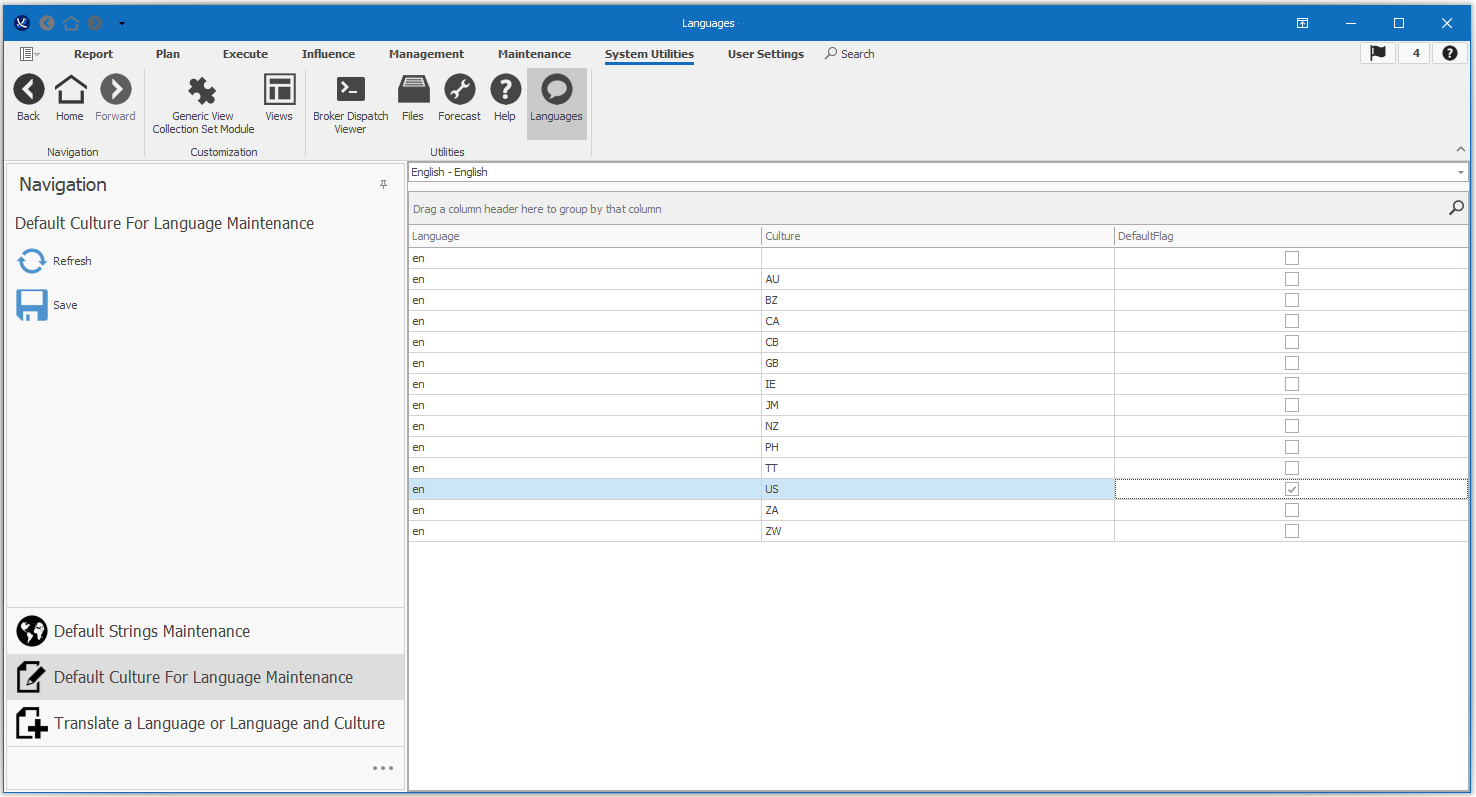 Languages
Report Plan Execute Influence Management Maintenance System Utilities User Settings Search 4
Back Home Forward Generic View Collection Set Module Views Broker Dispatch Viewer Files Forecast Help Languages
Navigation Customization Utilities
Navigation
Default Culture For Language Maintenance
Refresh
Save
Default Strings Maintenance
Default Culture For Language Maintenance
Translate a Language or Language and Culture
English - English
Drag a column header here to group by that column
Language Culture DefaultFlag
en
en AU
en BZ
en CA
en CB
en GB
en IE
en JM
en NZ
en PH
en TT
en US
en ZA
en ZW